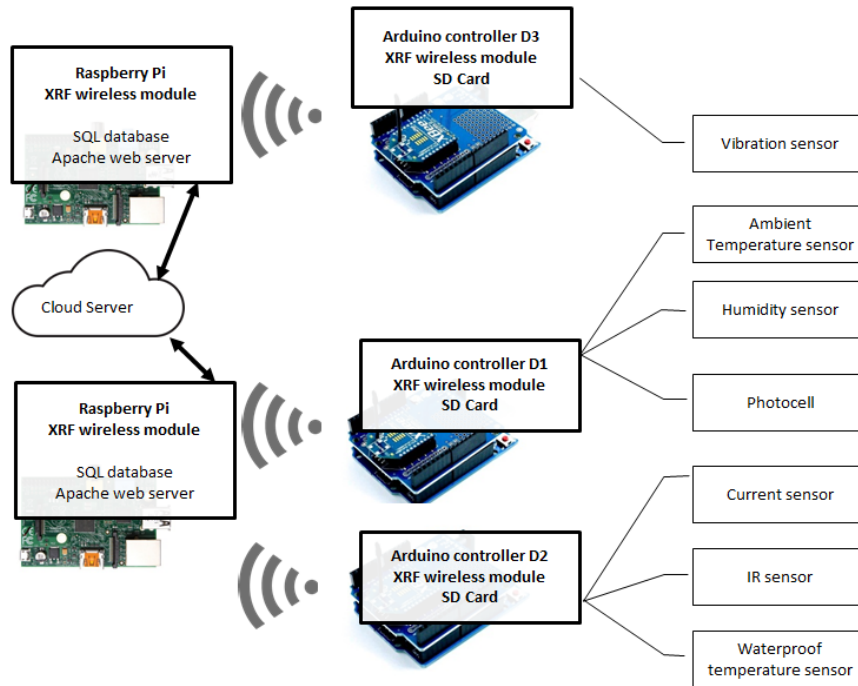 Raspberry Pi
XRF wireless module
SQL database
Apache web server
Arduino controller D3
XRF wireless module
SD Card
Vibration sensor
Ambient
Temperature sensor
Humidity sensor
Photocell
Cloud Server
Arduino controller D1
XRF wireless module
SD Card
Raspberry Pi
XRF wireless module
SQL database
Apache web server
Arduino controller D2
XRF wireless module
SD Card
Current sensor
IR sensor
Waterproof
temperature sensor